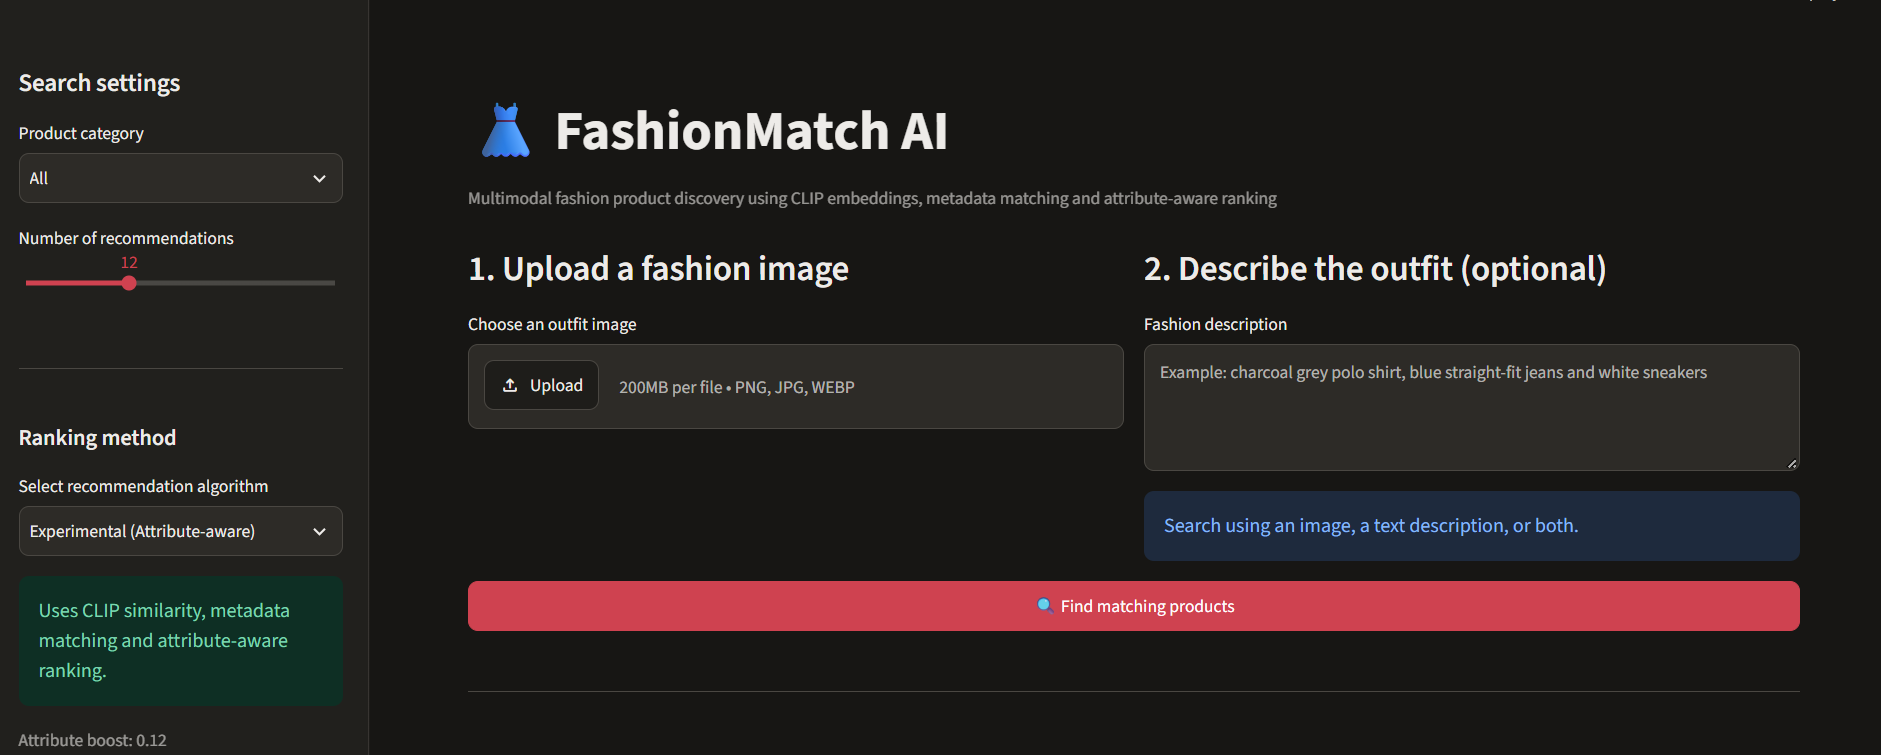 Search settings
Product category
All
Number of recommendations
12
Ranking method
Select recommendation algorithm
Experimental (Attribute-aware)
Uses CLIP similarity, metadata
matching and attribute-aware
ranking.
Attribute boost: 0.12
FashionMatch AI
Multimodal fashion product discovery using CLIP embeddings, metadata matching and attribute-aware ranking
1. Upload a fashion image
Choose an outfit image
Upload
200MB per file • PNG, JPG, WEBP
2. Describe the outfit (optional)
Fashion description
Example: charcoal grey polo shirt, blue straight-fit jeans and white sneakers
Search using an image, a text description, or both.
Find matching products